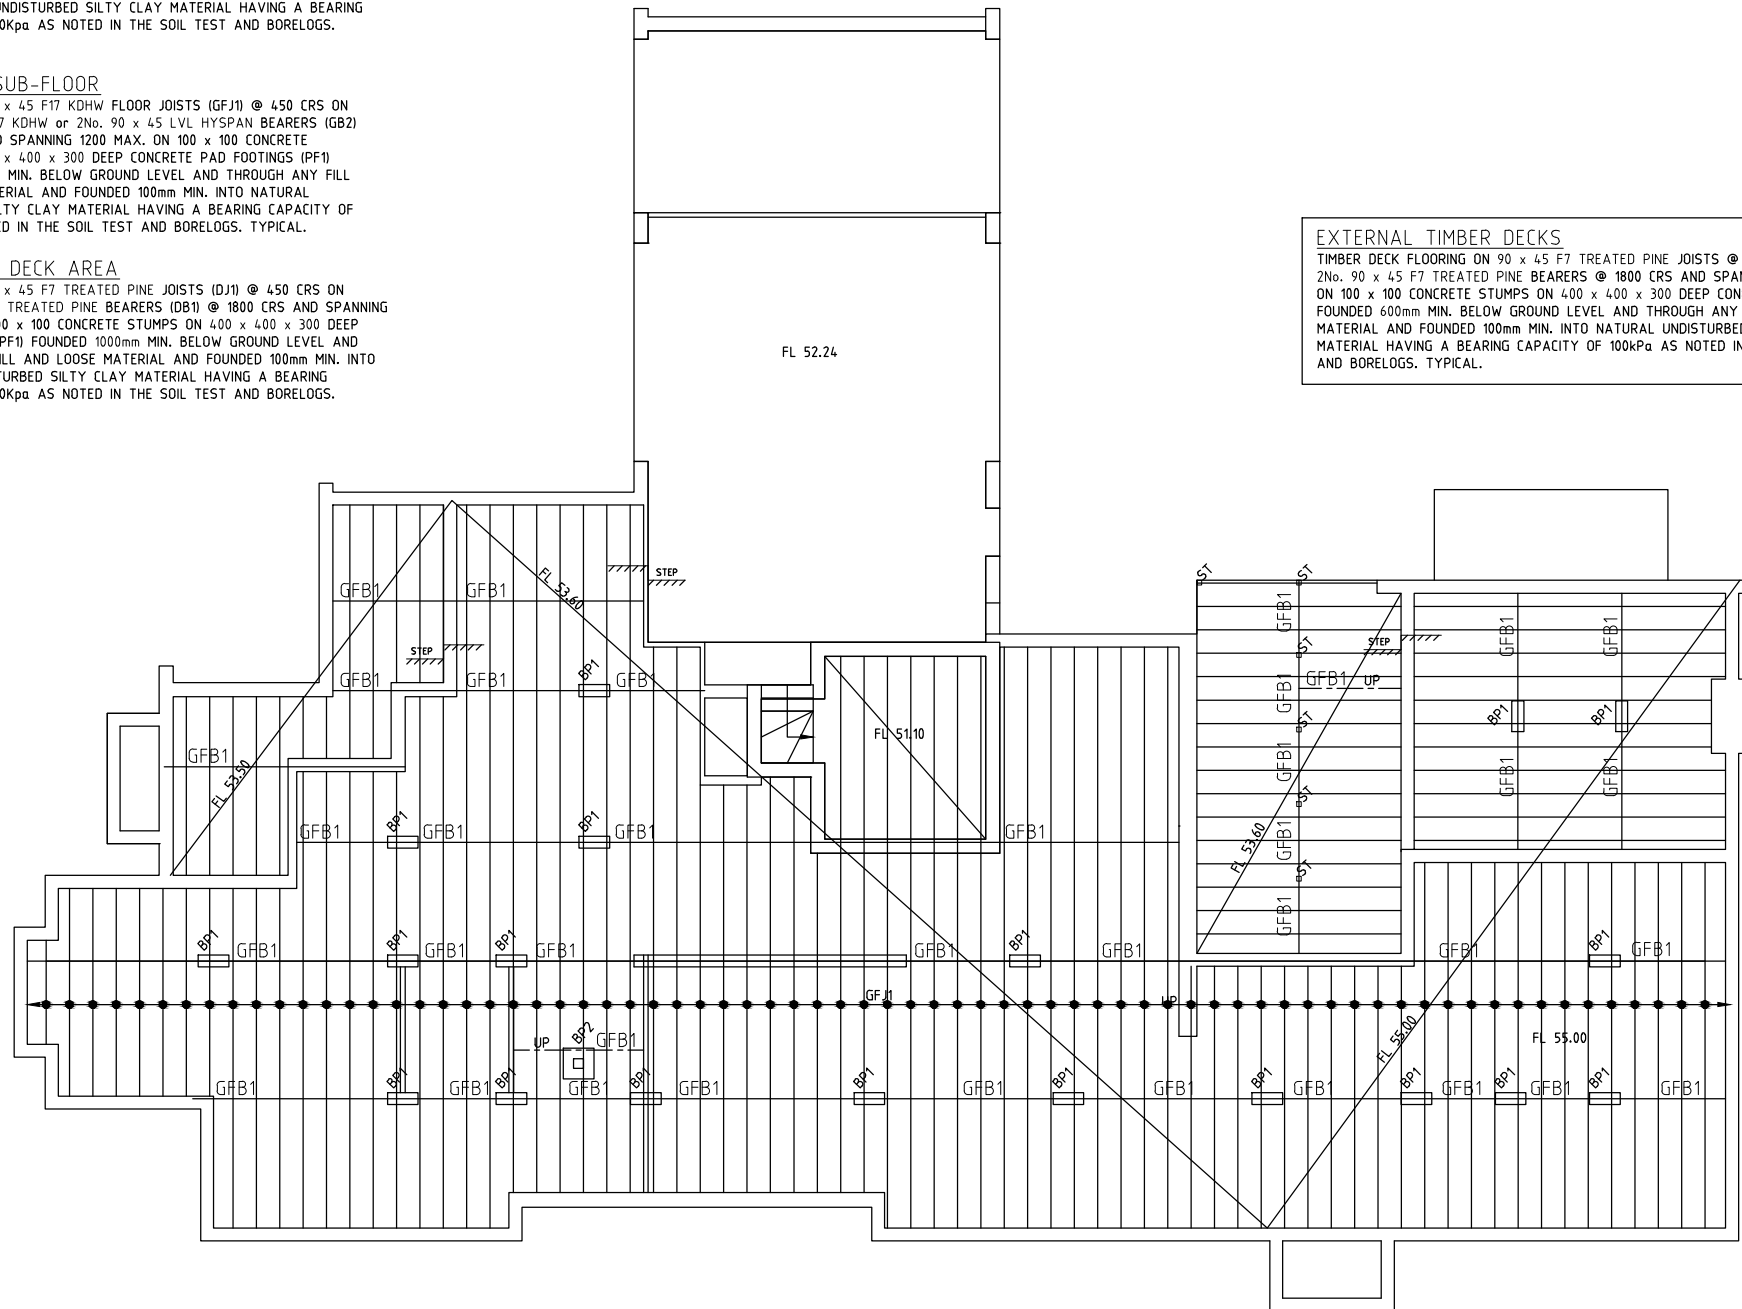 UNDISTURBED SILTY CLAY MATERIAL HAVING A BEARING
0Kpa AS NOTED IN THE SOIL TEST AND BORELOGS.
SUB-FLOOR
x 45 F17 KDHW FLOOR JOISTS (GFJ1) @ 450 CRS ON
7 KDHW or 2No. 90 x 45 LVL HYSPAN BEARERS (GB2)
SPANNING 1200 MAX. ON 100 x 100 CONCRETE
x 400 x 300 DEEP CONCRETE PAD FOOTINGS (PF1)
MIN. BELOW GROUND LEVEL AND THROUGH ANY FILL
ERIAL AND FOUNDED 100mm MIN. INTO NATURAL
LTY CLAY MATERIAL HAVING A BEARING CAPACITY OF
ED IN THE SOIL TEST AND BORELOGS. TYPICAL.
DECK AREA
x 45 F7 TREATED PINE JOISTS (DJ1) @ 450 CRS ON
TREATED PINE BEARERS (DB1) @ 1800 CRS AND SPANNING
00 x 100 CONCRETE STUMPS ON 400 x 400 x 300 DEEP
(PF1) FOUNDED 1000mm MIN. BELOW GROUND LEVEL AND
ILL AND LOOSE MATERIAL AND FOUNDED 100mm MIN. INTO
TURBED SILTY CLAY MATERIAL HAVING A BEARING
0Kpa AS NOTED IN THE SOIL TEST AND BORELOGS.
EXTERNAL TIMBER DECKS
TIMBER DECK FLOORING ON 90 x 45 F7 TREATED PINE JOISTS @
2No. 90 x 45 F7 TREATED PINE BEARERS @ 1800 CRS AND SPAN
ON 100 x 100 CONCRETE STUMPS ON 400 x 400 x 300 DEEP CON
FOUNDED 600mm MIN. BELOW GROUND LEVEL AND THROUGH ANY
MATERIAL AND FOUNDED 100mm MIN. INTO NATURAL UNDISTURBED
MATERIAL HAVING A BEARING CAPACITY OF 100kPa AS NOTED IN
AND BORELOGS. TYPICAL.
FL 52.24
STEP
ST
ST
GFB1
GFB1
FL 53.60
GFB1
GFB1
GFB1
STEP
STEP
ST
BP1
GFB1
GFB1
GFB1
GFB1
GFB1
UP
BP1
BP1
ST
FL 51.10
GFB1
FL 53.50
GFB1
GFB1
GFB1
ST
BP1
BP1
GFB1
GFB1
GFB1
GFB1
GFB1
FL 53.60
ST
GFB1
BP1
BP1
BP1
BP1
BP1
GFB1
GFB1
GFB1
GFB1
GFB1
GFB1
GFB1
GFJ1
UP
UP
BP2
GFB1
FL 55.00
FL 55.00
BP1
BP1
BP1
BP1
BP1
BP1
BP1
BP1
BP1
GFB1
GFB1
GFB1
GFB1
GFB1
GFB1
GFB1
GFB1
GFB1
GFB1